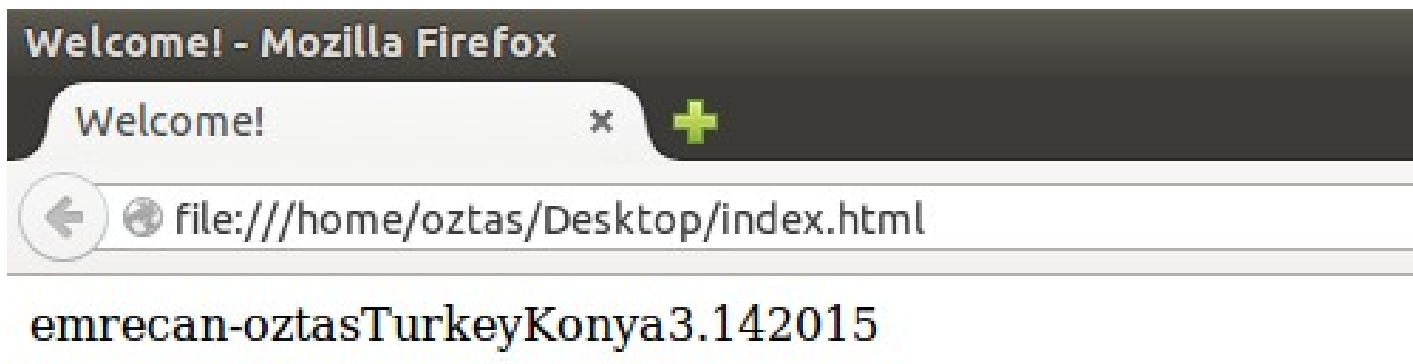 Welcome! - Mozilla Firefox
Welcome!
file:///home/oztas/Desktop/index.html
emrecan-oztasTurkeyKonya3.142015